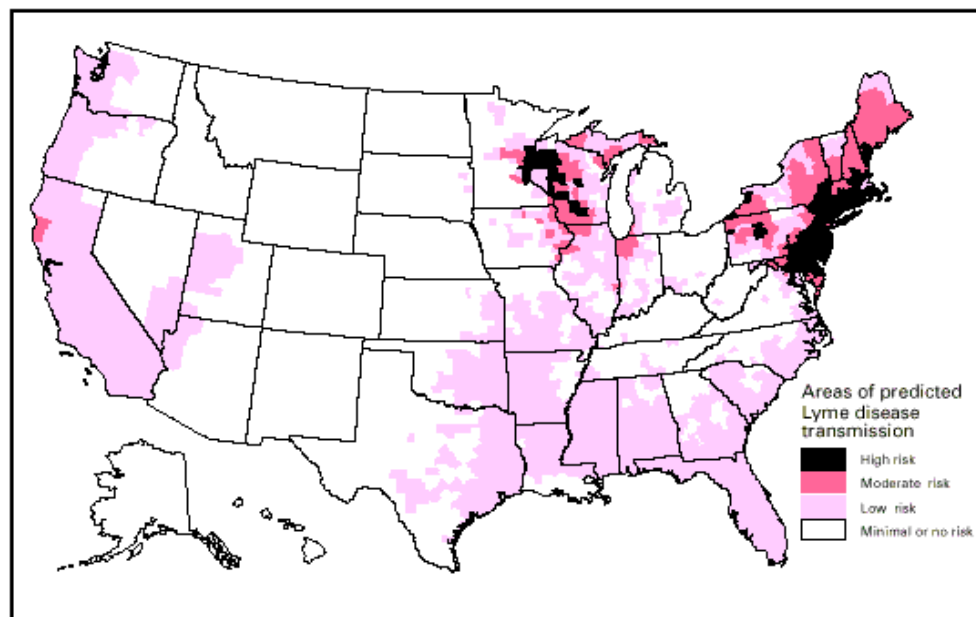 Areas of predicted
Lyme disease
transmission
High risk
Moderate risk
Low risk
Minimal or no risk